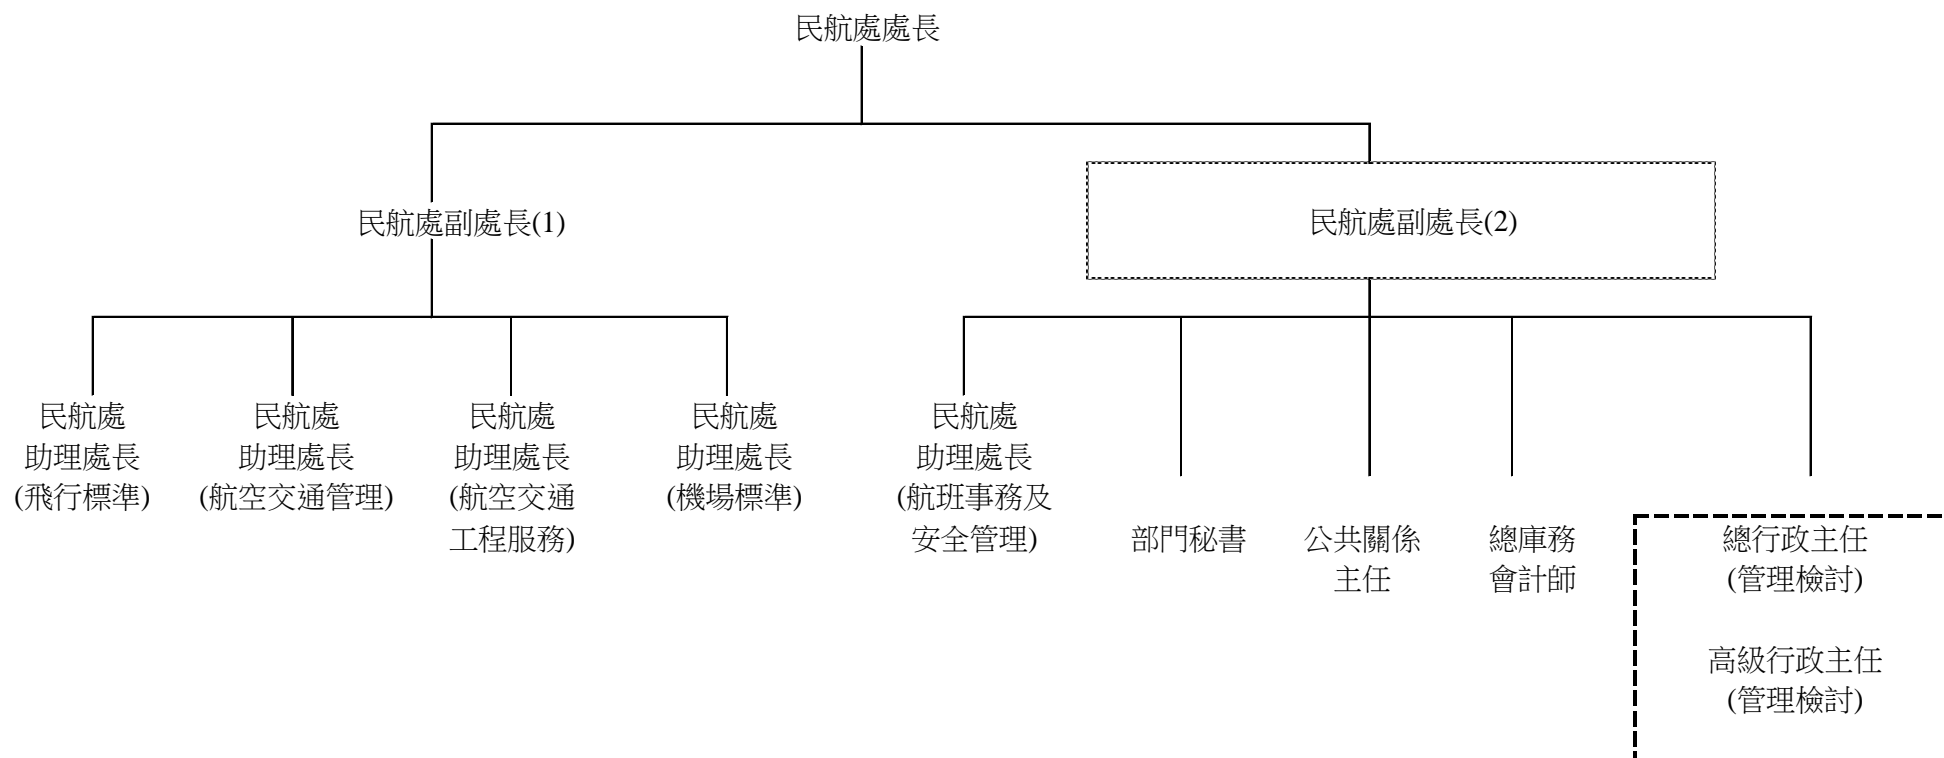 民航處處長
民航處副處長(1)
民航處副處長(2)
民航處
助理處長
(飛行標準)
民航處
助理處長
(航空交通管理)
民航處
助理處長
(航空交通
工程服務)
民航處
助理處長
(機場標準)
民航處
助理處長
(航班事務及
安全管理)
部門秘書
公共關係
主任
總庫務
會計師
總行政主任
(管理檢討)
高級行政主任
(管理檢討)